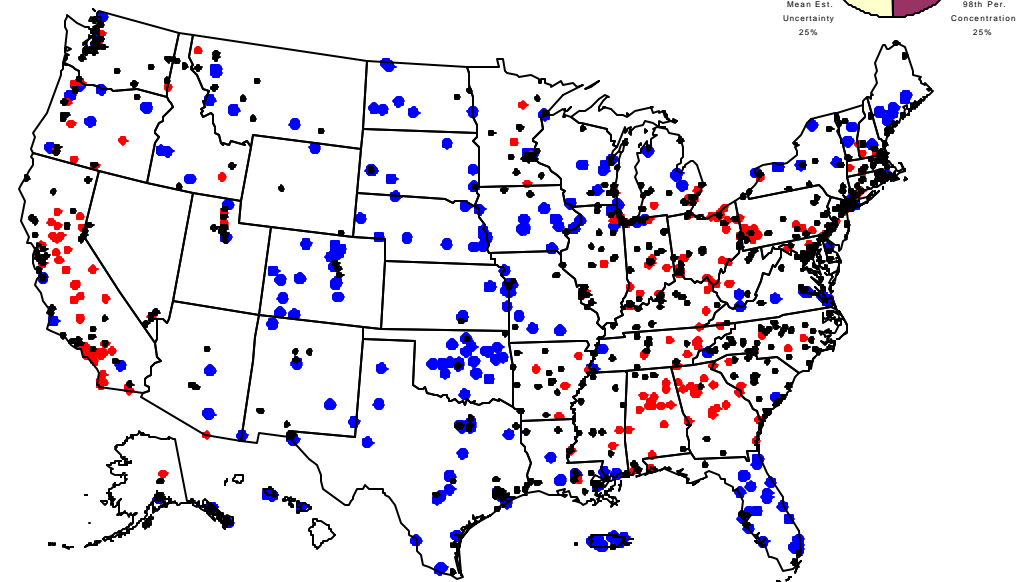 Mean Est.
Uncertainty
25%
98th Per.
Concentration
25%